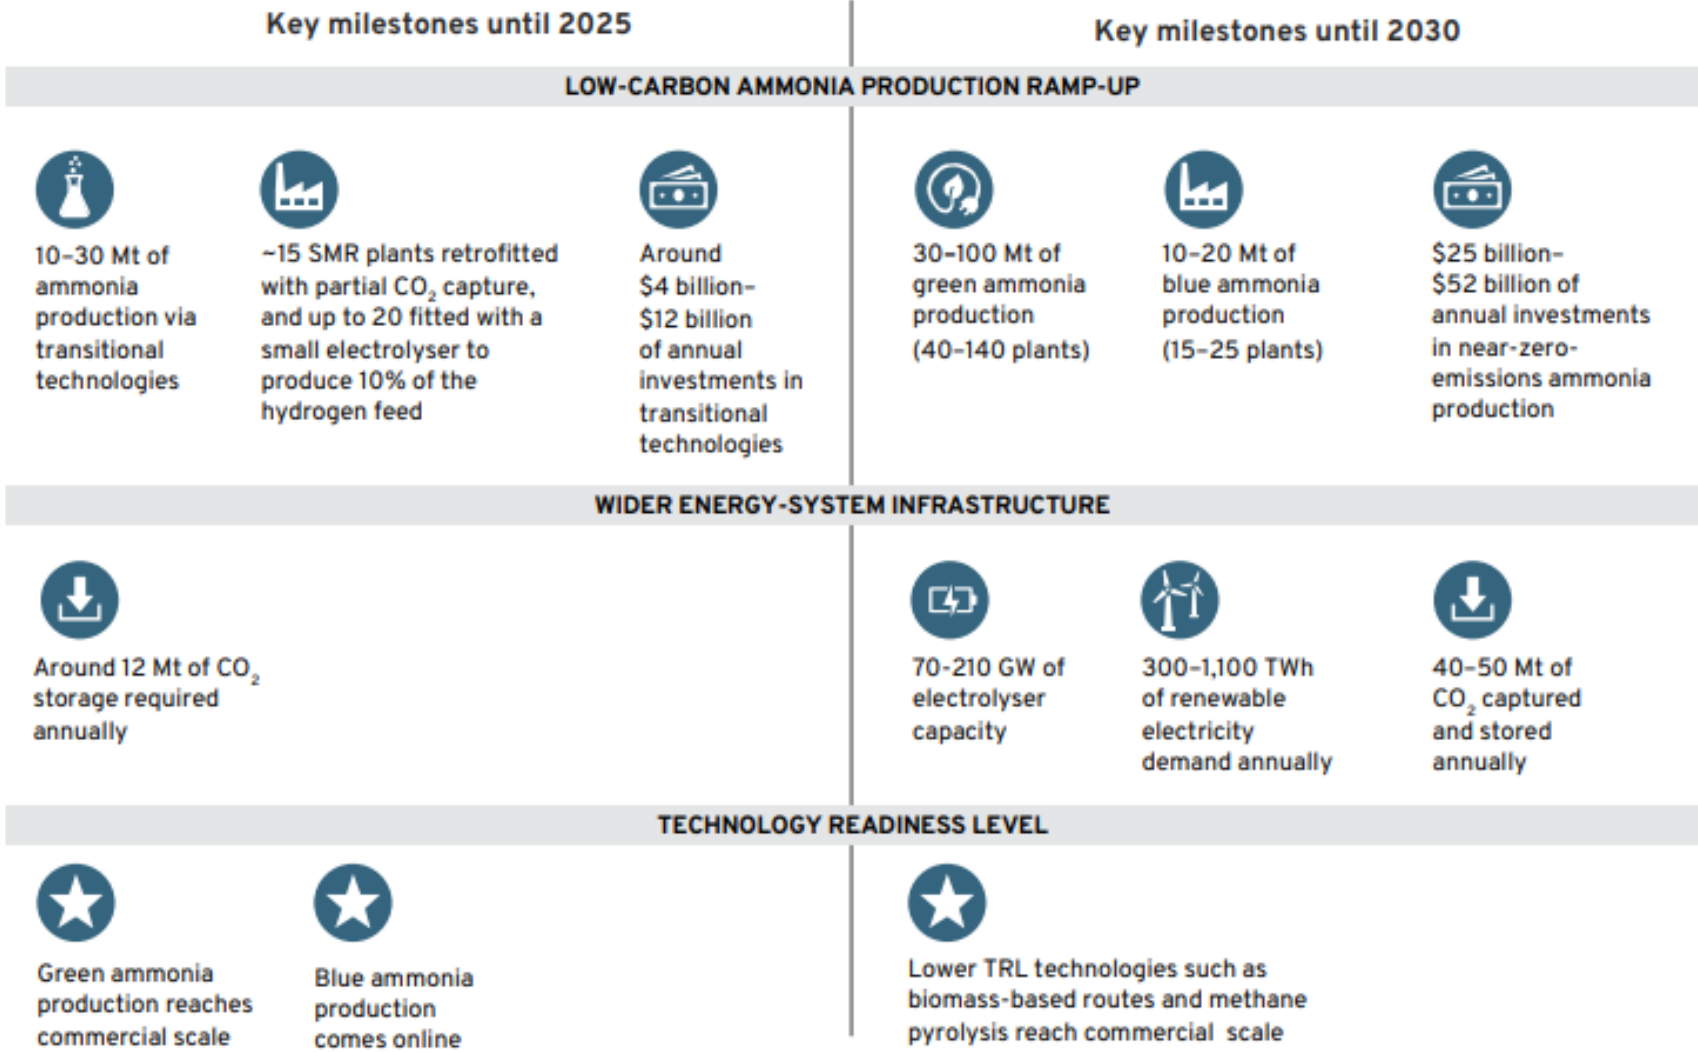 Key milestones until 2025
Key milestones until 2030
LOW-CARBON AMMONIA PRODUCTION RAMP-UP
10–30 Mt of
ammonia
production via
transitional
technologies
~15 SMR plants retrofitted
with partial CO₂ capture,
and up to 20 fitted with a
small electrolyser to
produce 10% of the
hydrogen feed
Around
$4 billion–
$12 billion
of annual
investments in
transitional
technologies
30–100 Mt of
green ammonia
production
(40–140 plants)
10–20 Mt of
blue ammonia
production
(15–25 plants)
$25 billion–
$52 billion of
annual investments
in near-zero-
emissions ammonia
production
WIDER ENERGY-SYSTEM INFRASTRUCTURE
Around 12 Mt of CO₂
storage required
annually
70-210 GW of
electrolyser
capacity
300–1,100 TWh
of renewable
electricity
demand annually
40–50 Mt of
CO₂ captured
and stored
annually
TECHNOLOGY READINESS LEVEL
Green ammonia
production reaches
commercial scale
Blue ammonia
production
comes online
Lower TRL technologies such as
biomass-based routes and methane
pyrolysis reach commercial scale